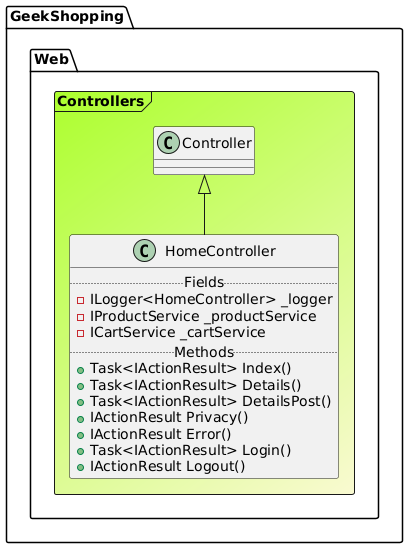 GeekShopping
Web
Controllers
C Controller
C HomeController
Fields
ILogger<HomeController> _logger
IProductService _productService
ICartService _cartService
Methods
Task<IActionResult> Index()
Task<IActionResult> Details()
Task<IActionResult> DetailsPost()
IActionResult Privacy()
IActionResult Error()
Task<IActionResult> Login()
IActionResult Logout()